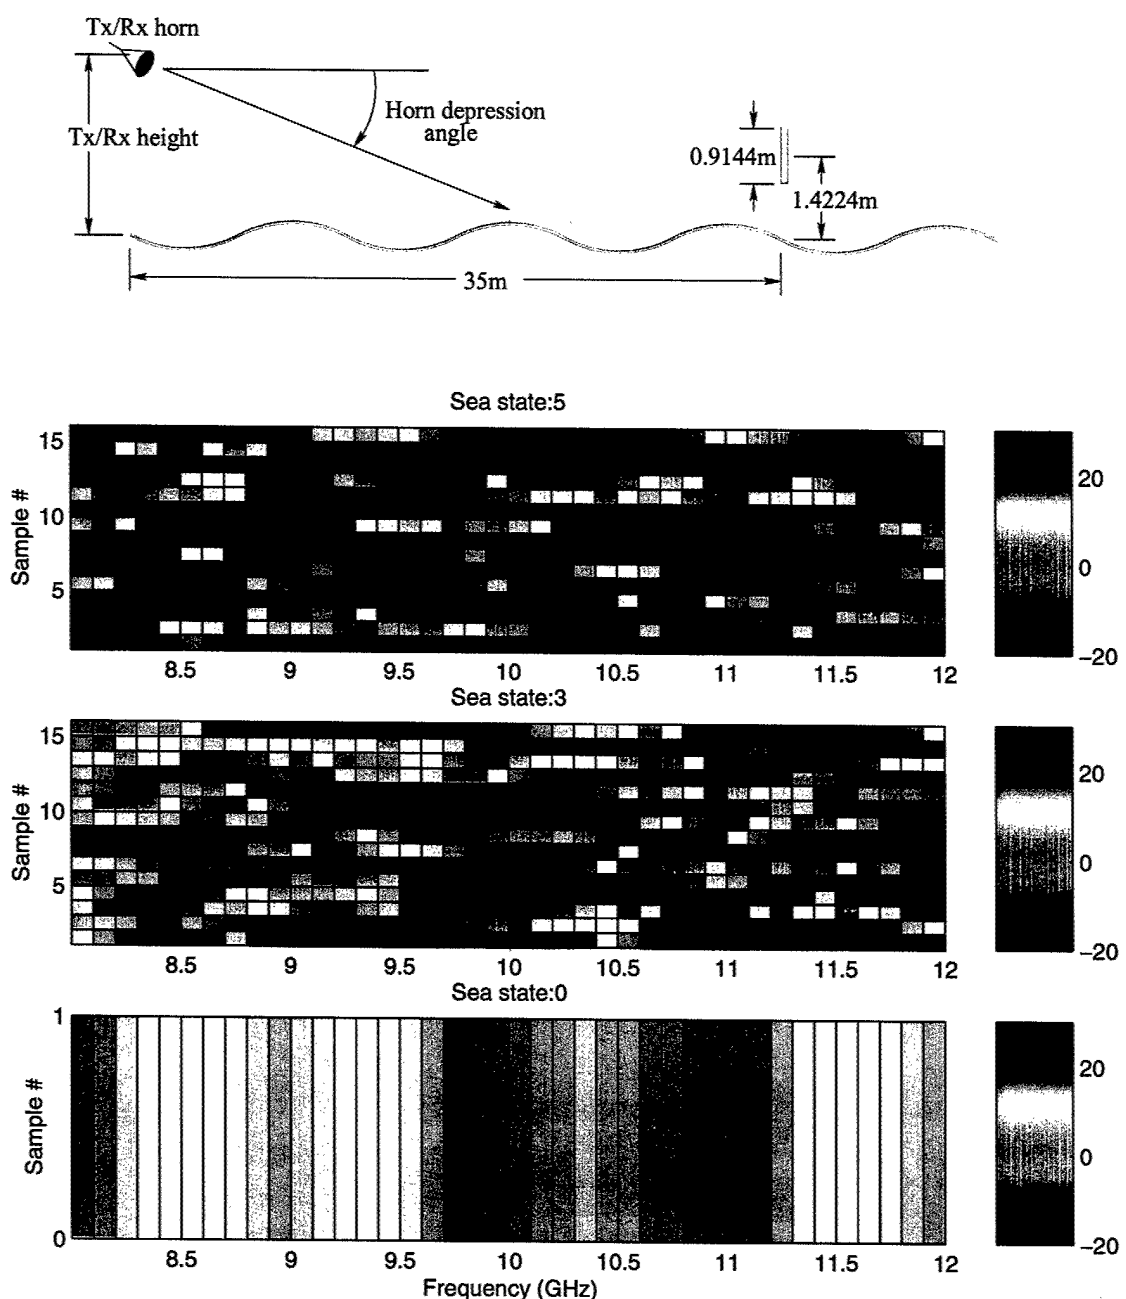 Tx/Rx horn
Tx/Rx height
Horn depression
angle
0.9144m
1.4224m
35m
Sea state:5
Sample #
15
10
5
8.5 9 9.5 10 10.5 11 11.5 12
20
0
−20
Sea state:3
Sample #
15
10
5
8.5 9 9.5 10 10.5 11 11.5 12
20
0
−20
Sea state:0
Sample #
1
0
8.5 9 9.5 10 10.5 11 11.5 12
Frequency (GHz)
20
0
−20